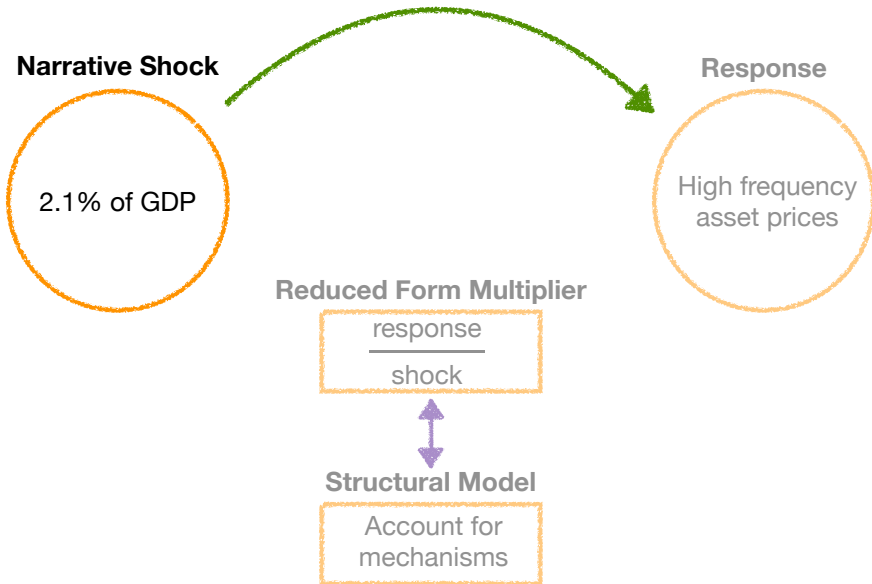 Narrative Shock
Response
2.1% of GDP
High frequency
asset prices
Reduced Form Multiplier
response
shock
Structural Model
Account for
mechanisms